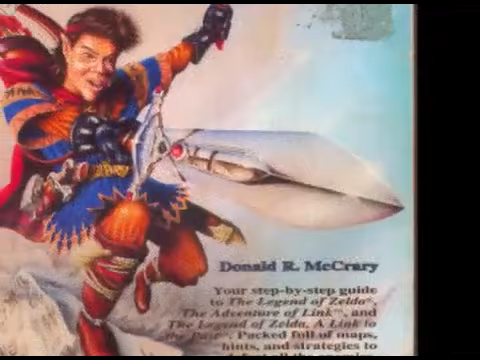 Donald R. McCrary
Your step-by-step guide
to The Legend of Zelda®,
The Adventure of Link™, and
The Legend of Zelda, A Link to
the Past®. Packed full of maps,
hints, and strategies to